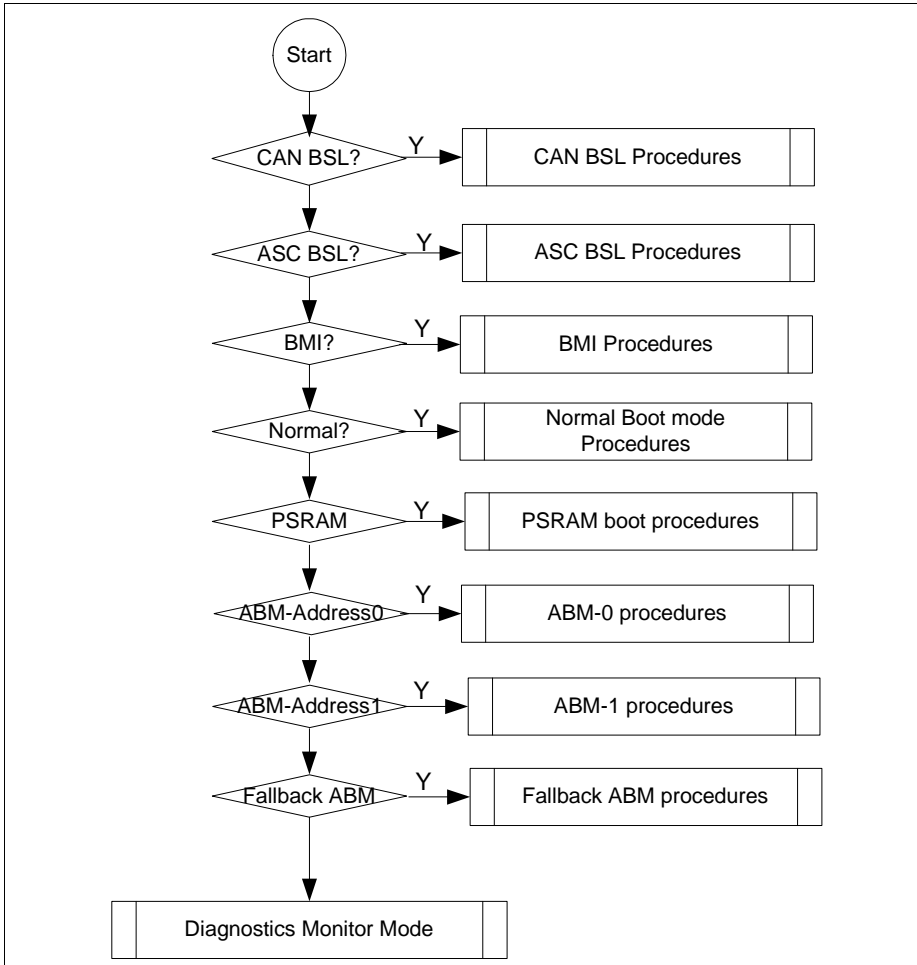 Start
CAN BSL?
Y
CAN BSL Procedures
ASC BSL?
Y
ASC BSL Procedures
BMI?
Y
BMI Procedures
Normal?
Y
Normal Boot mode
Procedures
PSRAM
Y
PSRAM boot procedures
ABM-Address0
Y
ABM-0 procedures
ABM-Address1
Y
ABM-1 procedures
Fallback ABM
Y
Fallback ABM procedures
Diagnostics Monitor Mode